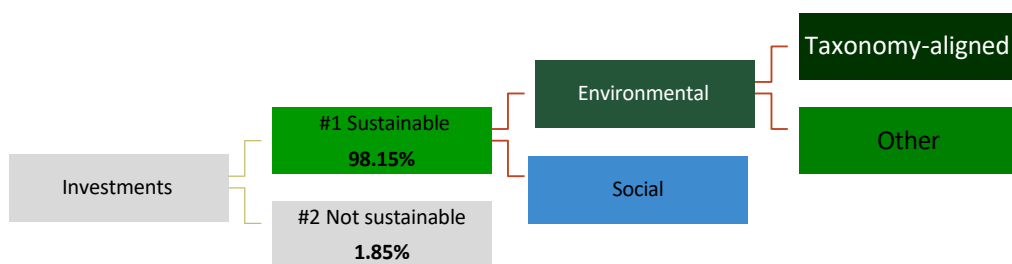 Taxonomy-aligned
Environmental
#1 Sustainable
98.15%
Other
Investments
Social
#2 Not sustainable
1.85%